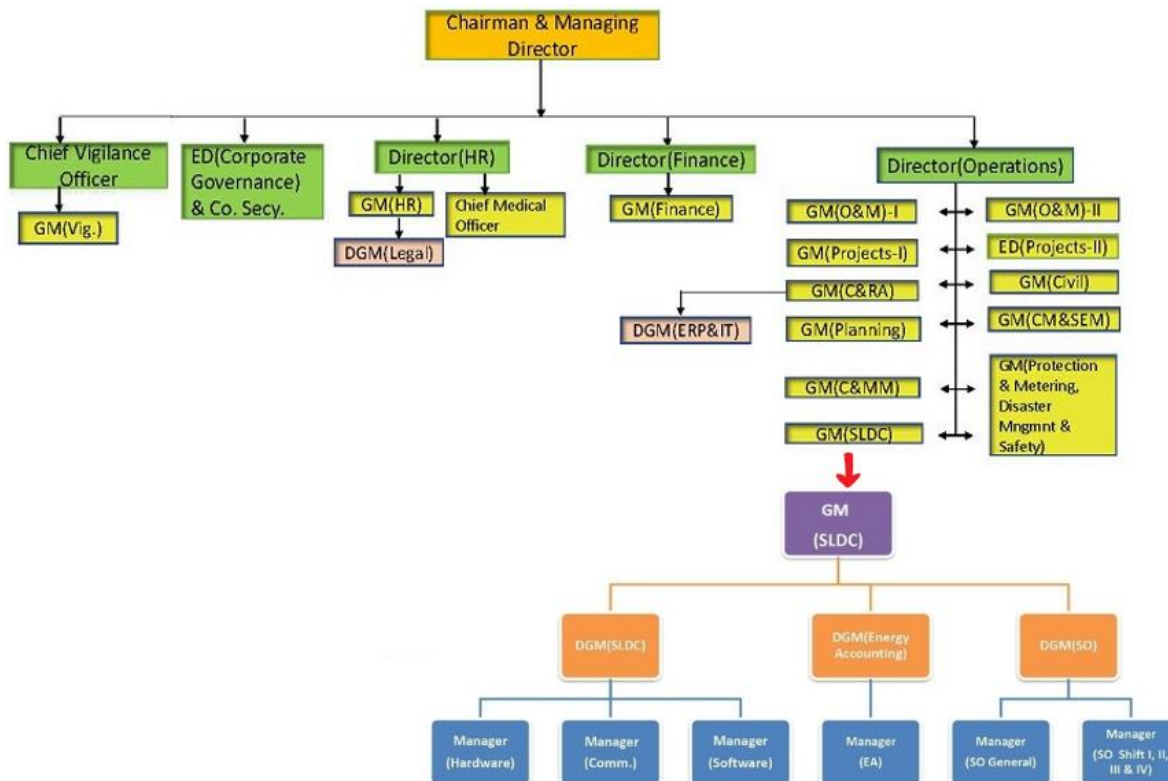 Chairman & Managing
Director
Chief Vigilance
Officer
ED(Corporate
Governance)
& Co. Secy.
Director(HR)
Director(Finance)
Director(Operations)
GM(Vig.)
GM(HR)
Chief Medical
Officer
DGM(Legal)
GM(Finance)
GM(O&M)-I
GM(O&M)-II
GM(Projects-I)
ED(Projects-II)
GM(C&RA)
GM(Civil)
DGM(ERP&IT)
GM(Planning)
GM(CM&SEM)
GM(C&MM)
GM(Protection
& Metering,
Disaster
Mngmnt &
Safety)
GM(SLDC)
GM
(SLDC)
DGM(SLDC)
DGM(Energy
Accounting)
DGM(SO)
Manager
(Hardware)
Manager
(Comm.)
Manager
(Software)
Manager
(EA)
Manager
(SO General)
Manager
(SO Shift I, II,
III & IV)